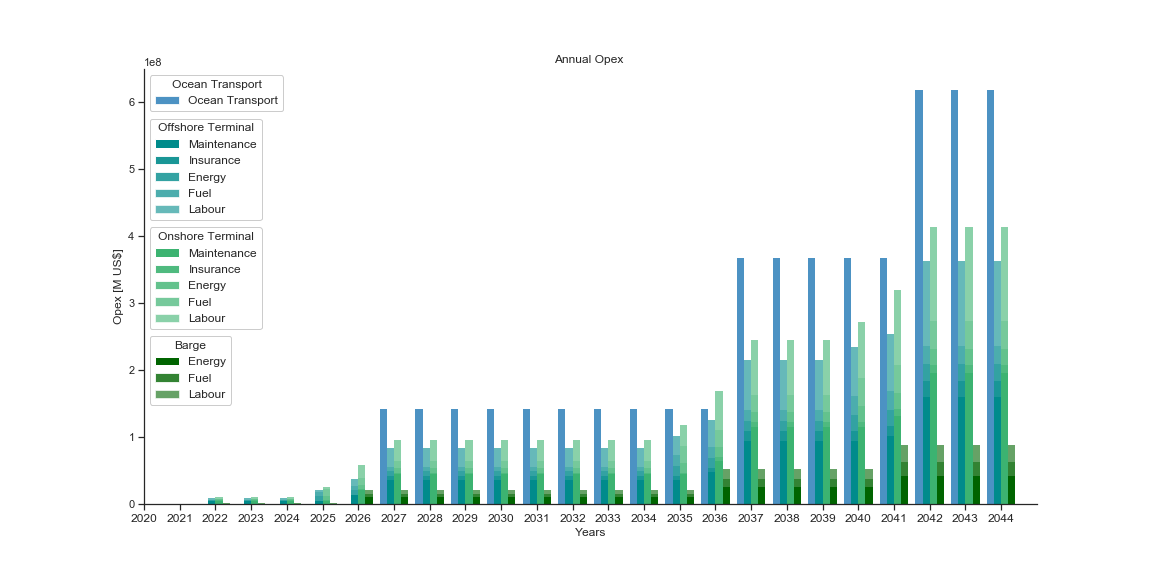 Annual Opex
1e8
Ocean Transport
Ocean Transport
Offshore Terminal
Maintenance
Insurance
Energy
Fuel
Labour
Onshore Terminal
Maintenance
Insurance
Energy
Fuel
Labour
Barge
Energy
Fuel
Labour
Opex [M US$]
6
5
4
3
2
1
0
2020 2021 2022 2023 2024 2025 2026 2027 2028 2029 2030 2031 2032 2033 2034 2035 2036 2037 2038 2039 2040 2041 2042 2043 2044
Years